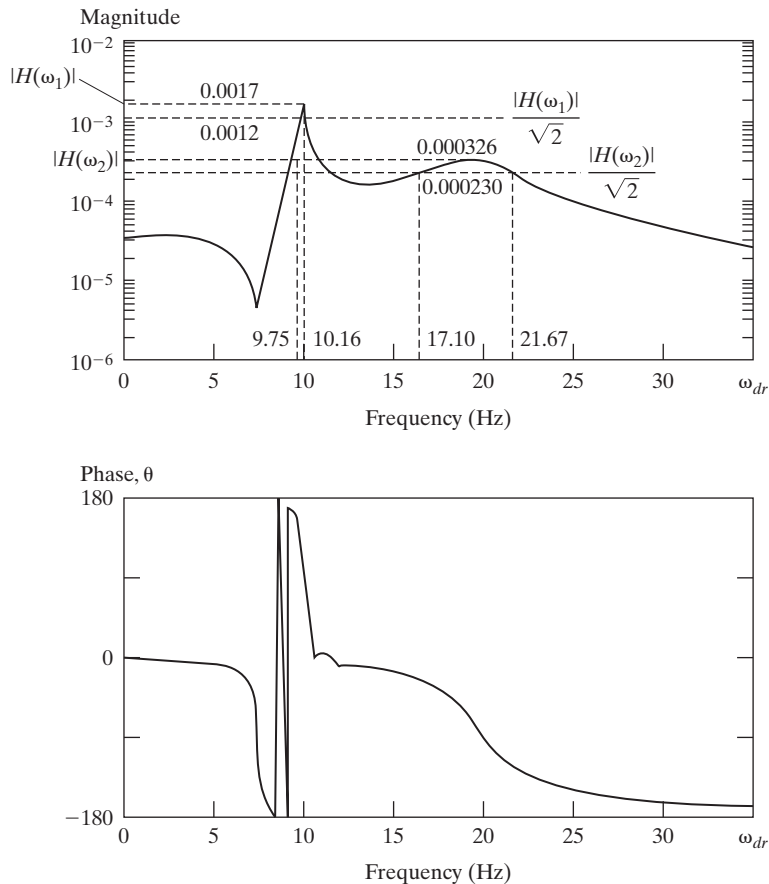 Magnitude
10⁻²
|H(ω₁)|
0.0017
|H(ω₁)|
10⁻³
0.0012
√2
0.000326
|H(ω₂)|
|H(ω₂)|
0.000230
√2
10⁻⁴
10⁻⁵
9.75 10.16 17.10 21.67
10⁻⁶
0 5 10 15 20 25 30 ω_dr
Frequency (Hz)
Phase, θ
180
0
−180
0 5 10 15 20 25 30 ω_dr
Frequency (Hz)